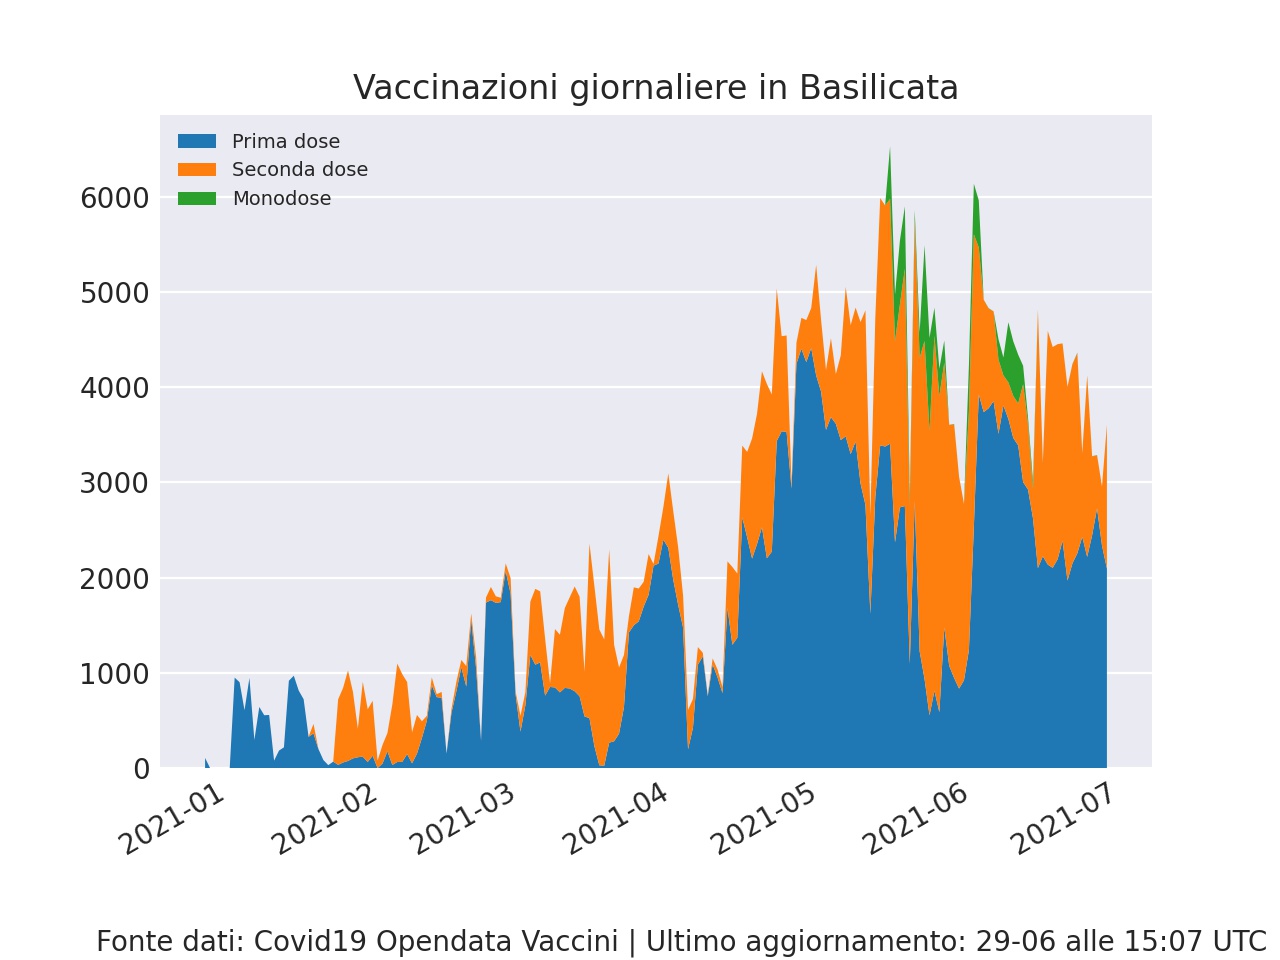 Vaccinazioni giornaliere in Basilicata
Prima dose
Seconda dose
Monodose
6000
5000
4000
3000
2000
1000
0
2021-01
2021-02
2021-03
2021-04
2021-05
2021-06
2021-07
Fonte dati: Covid19 Opendata Vaccini | Ultimo aggiornamento: 29-06 alle 15:07 UTC